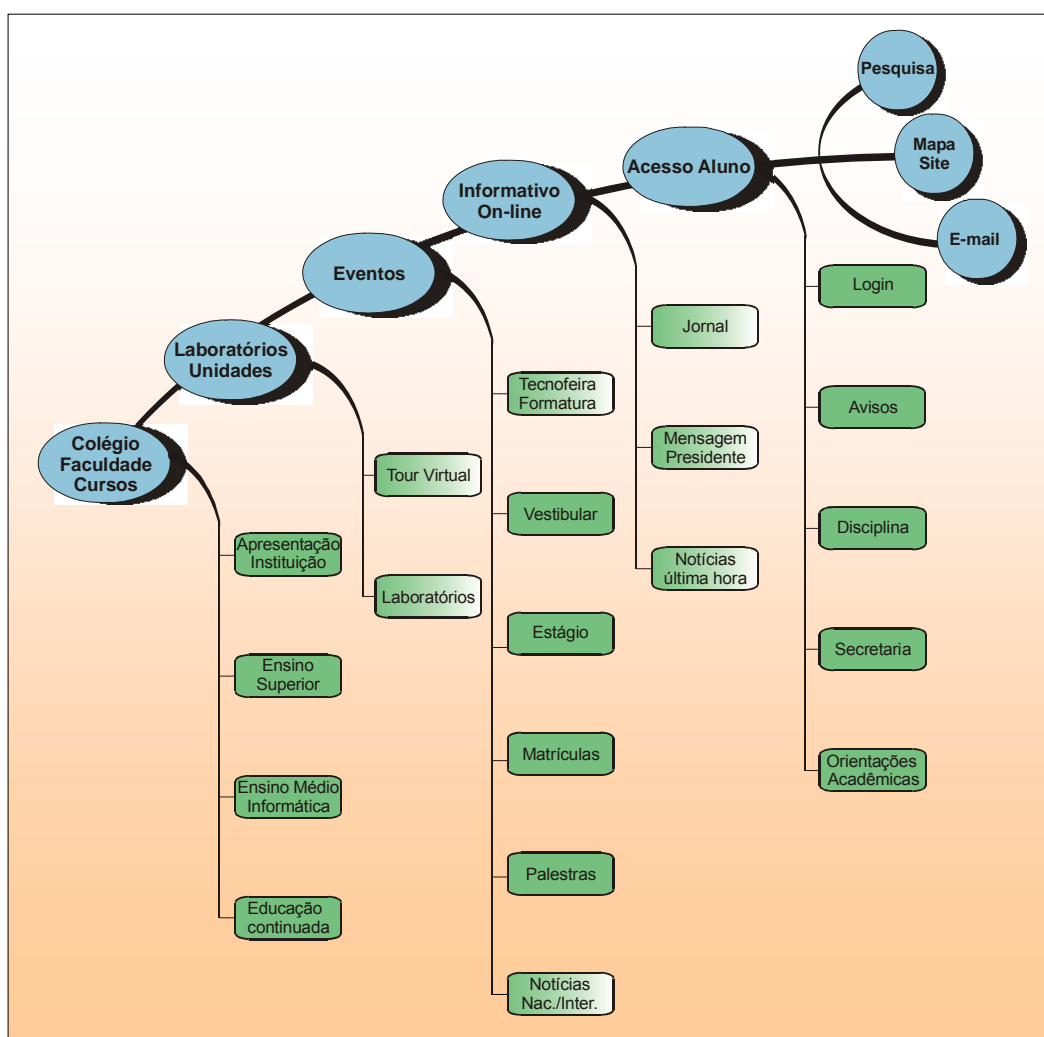 Pesquisa
Mapa
Site
E-mail
Acesso Aluno
Login
Avisos
Disciplina
Secretaria
Orientações
Acadêmicas
Informativo
On-line
Jornal
Mensagem
Presidente
Notícias
última hora
Eventos
Tecnofeira
Formatura
Vestibular
Estágio
Matrículas
Palestras
Notícias
Nac./Inter.
Laboratórios
Unidades
Tour Virtual
Laboratórios
Colégio
Faculdade
Cursos
Apresentação
Instituição
Ensino
Superior
Ensino Médio
Informática
Educação
continuada